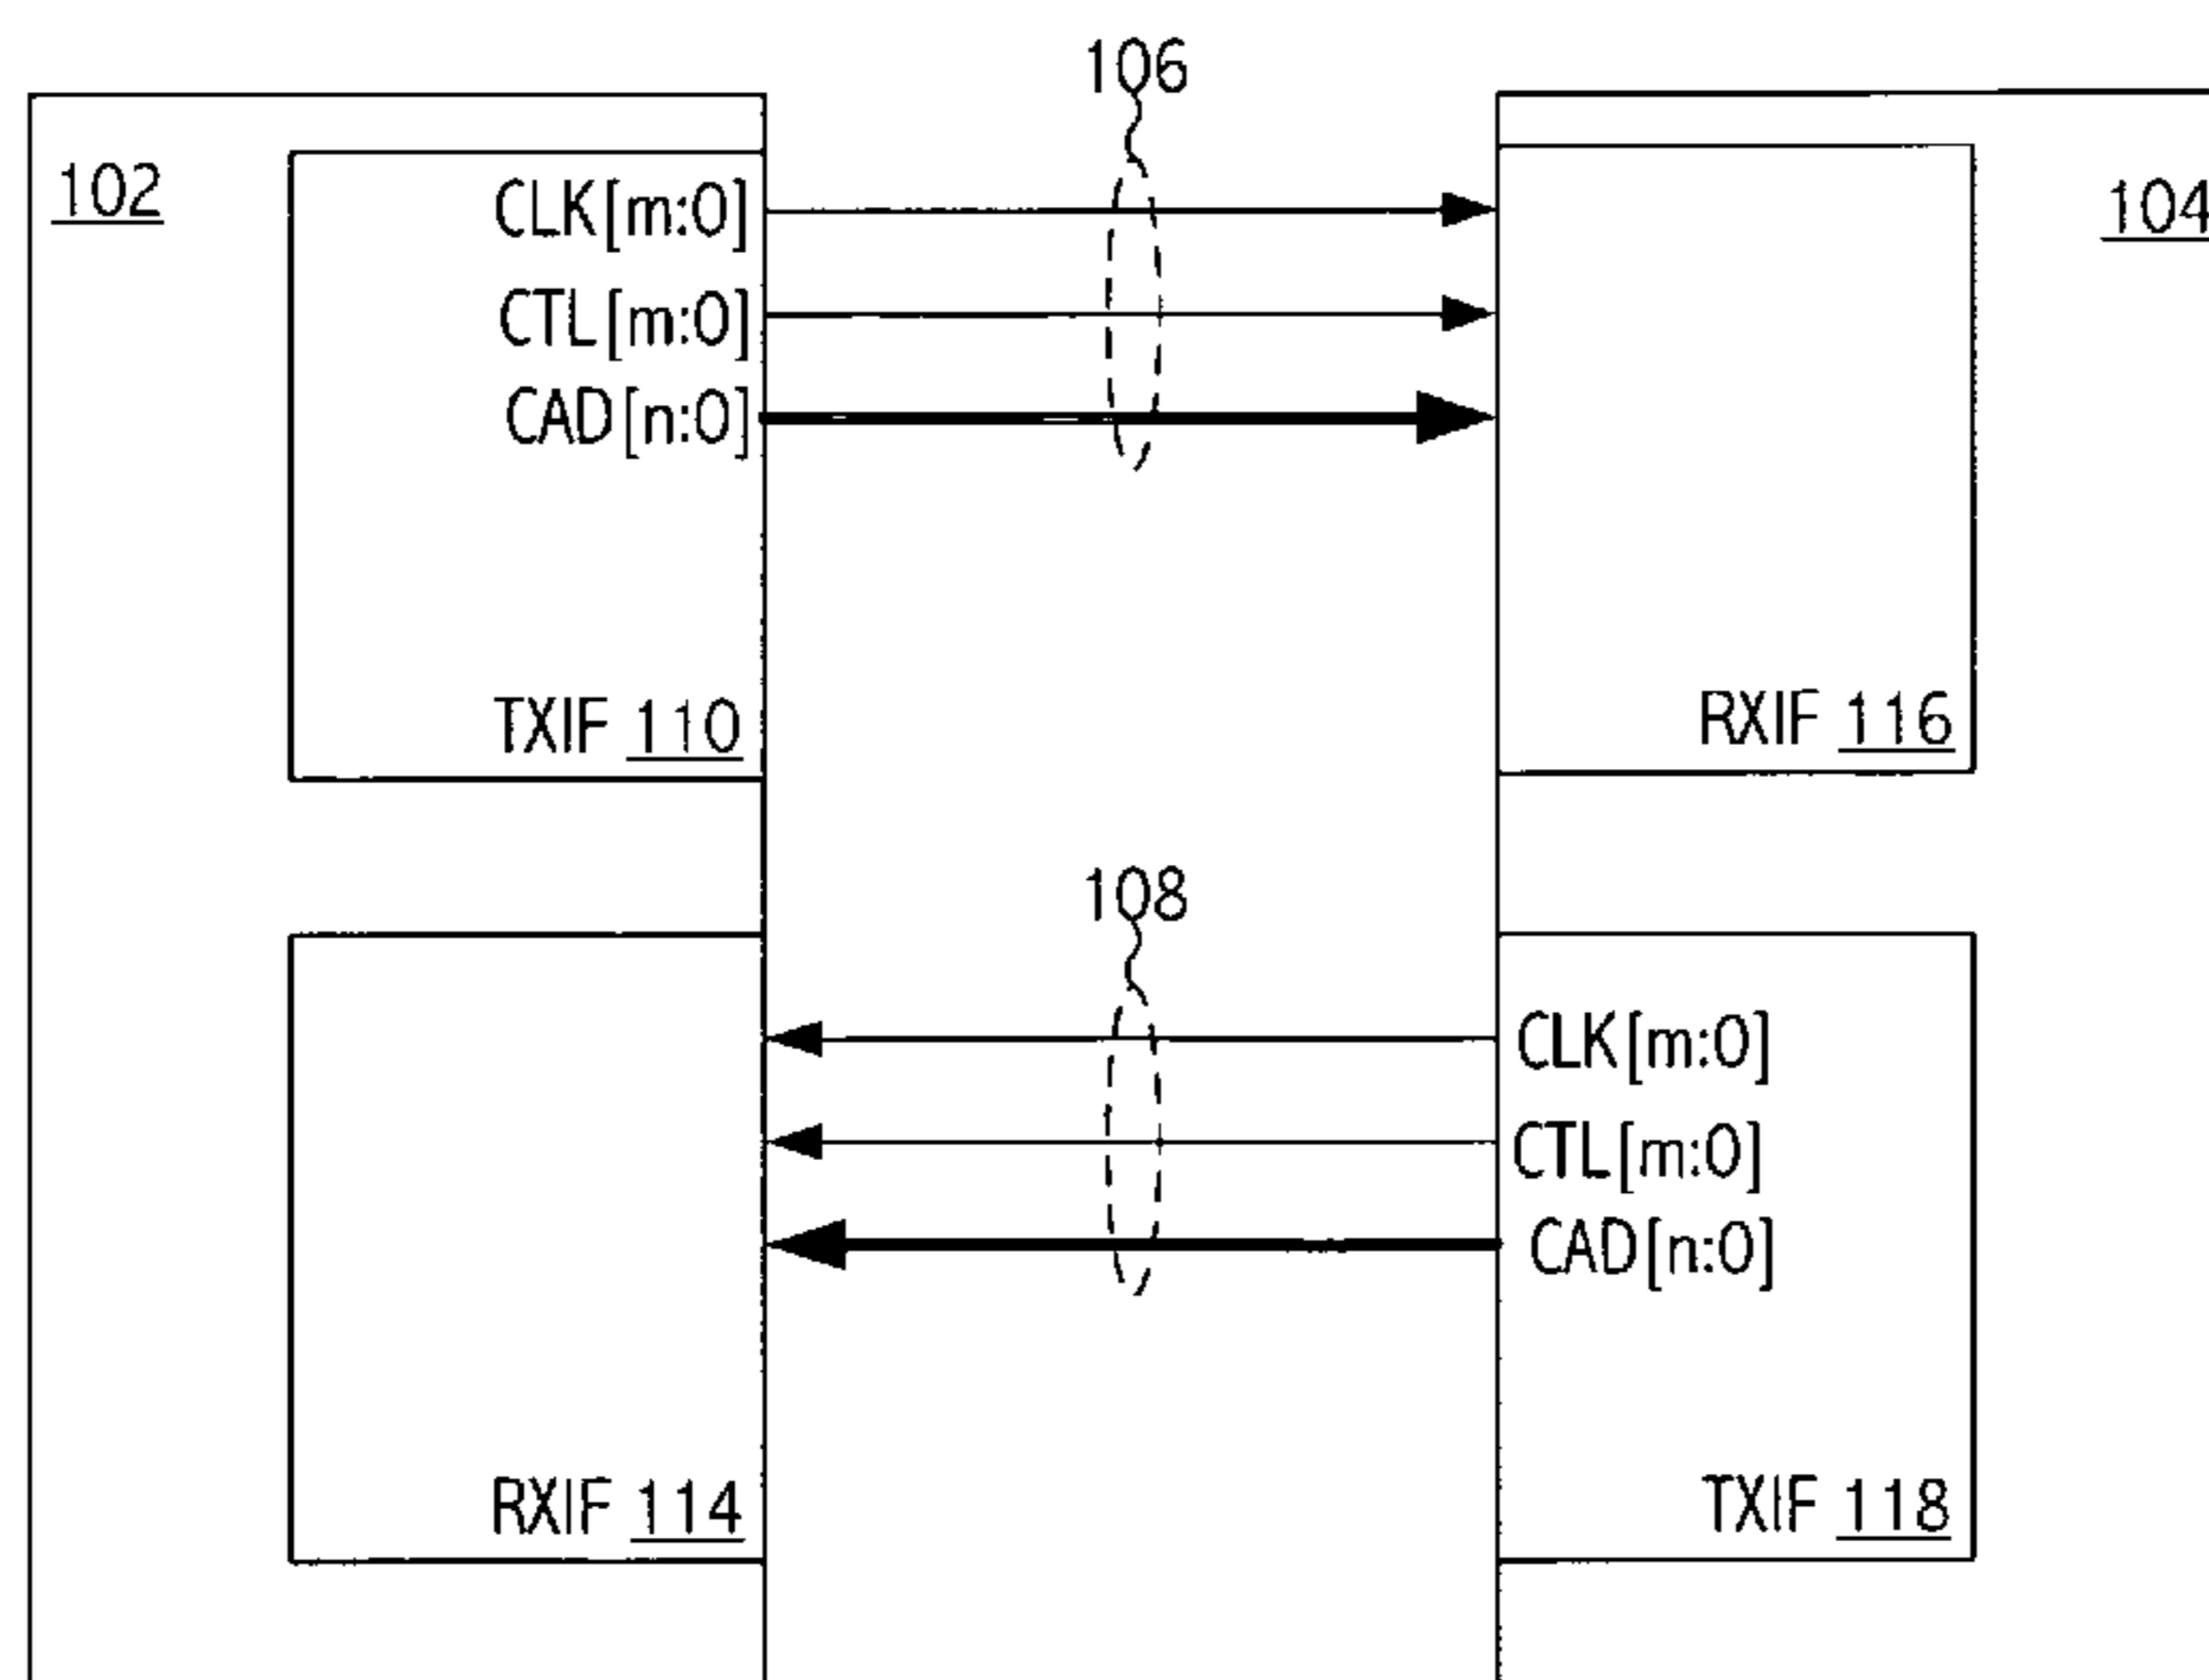 106
102
104
CLK[m:0]
CTL[m:0]
CAD[n:0]
TXIF 110
RXIF 116
108
CLK[m:0]
CTL[m:0]
CAD[n:0]
RXIF 114
TXIF 118